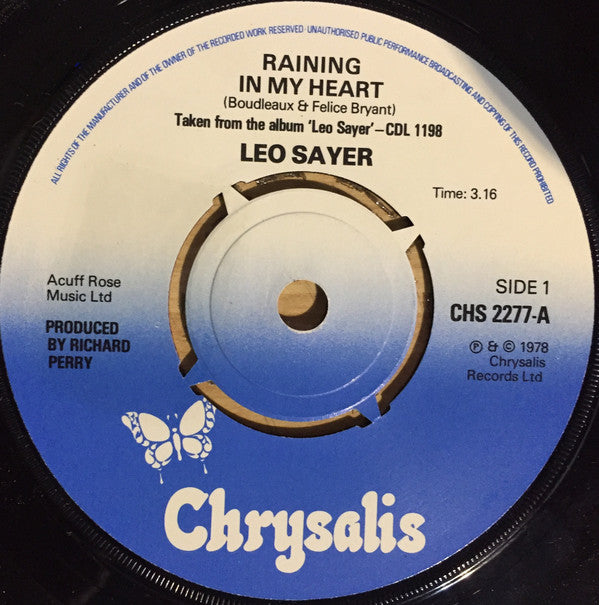 ALL RIGHTS OF THE MANUFACTURER AND OF THE OWNER OF THE RECORDED WORK RESERVED · UNAUTHORISED PUBLIC PERFORMANCE BROADCASTING AND COPYING OF THIS RECORD PROHIBITED
RAINING
IN MY HEART
(Boudleaux & Felice Bryant)
Taken from the album 'Leo Sayer'–CDL 1198
LEO SAYER
Time: 3.16
Acuff Rose
Music Ltd
PRODUCED
BY RICHARD
PERRY
SIDE 1
CHS 2277-A
℗ & © 1978
Chrysalis
Records Ltd
Chrysalis